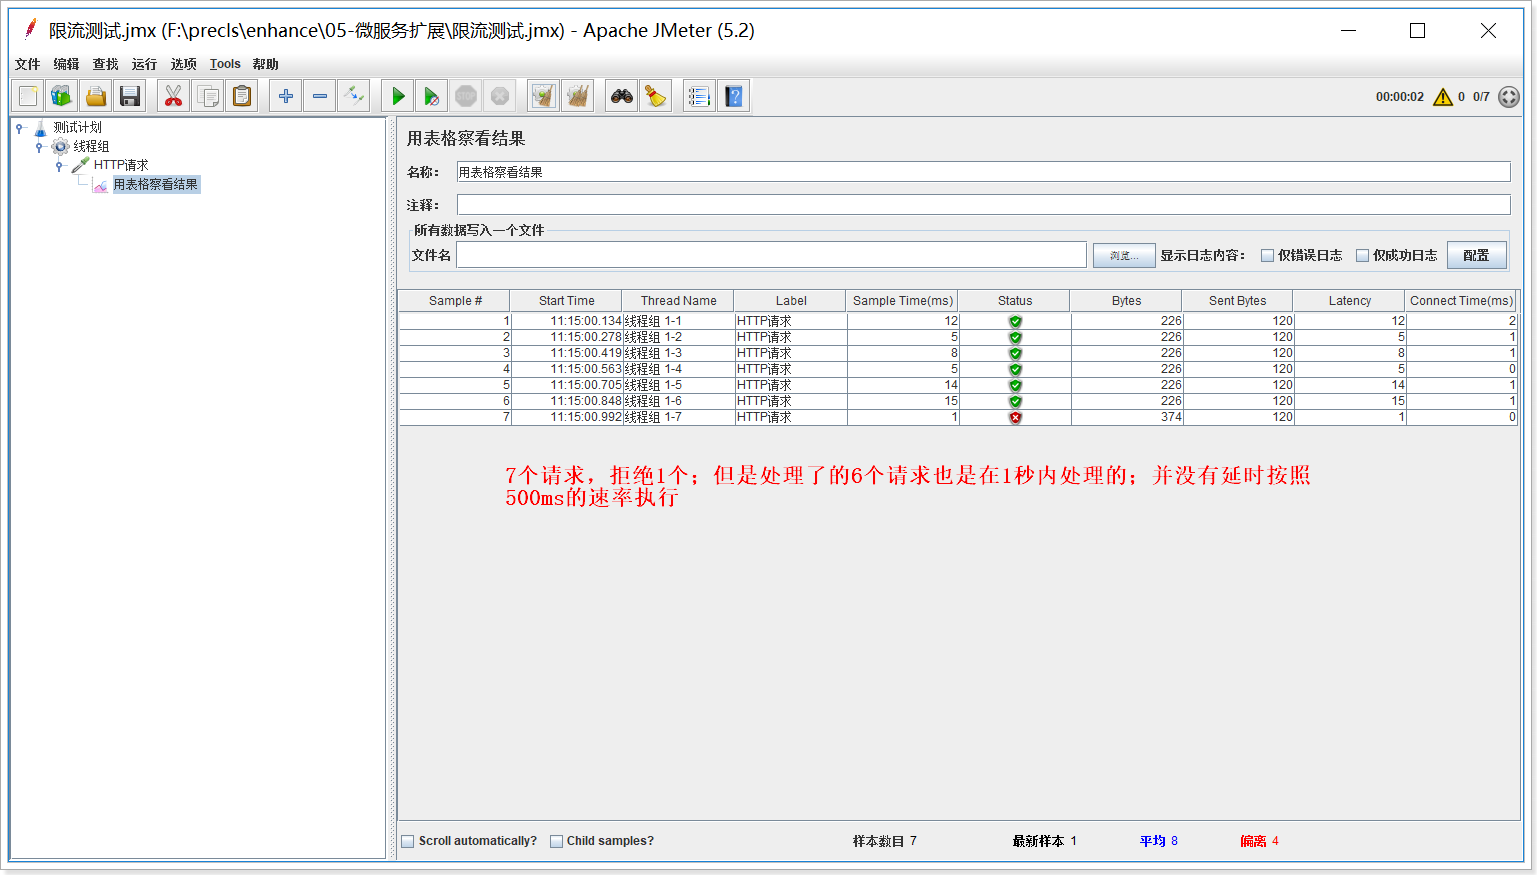 限流测试.jmx (F:\precls\enhance\05-微服务扩展\限流测试.jmx) - Apache JMeter (5.2)
文件 编辑 查找 运行 选项 Tools 帮助
STOP
00:00:02 0 0/7
测试计划
线程组
HTTP请求
用表格察看结果
用表格察看结果
名称： 用表格察看结果
注释：
所有数据写入一个文件
文件名 浏览... 显示日志内容： 仅错误日志 仅成功日志 配置
Sample # Start Time Thread Name Label Sample Time(ms) Status Bytes Sent Bytes Latency Connect Time(ms)
1 11:15:00.134 线程组 1-1 HTTP请求 12 226 120 12 2
2 11:15:00.278 线程组 1-2 HTTP请求 5 226 120 5 1
3 11:15:00.419 线程组 1-3 HTTP请求 8 226 120 8 1
4 11:15:00.563 线程组 1-4 HTTP请求 5 226 120 5 0
5 11:15:00.705 线程组 1-5 HTTP请求 14 226 120 14 1
6 11:15:00.848 线程组 1-6 HTTP请求 15 226 120 15 1
7 11:15:00.992 线程组 1-7 HTTP请求 1 374 120 1 0
7个请求，拒绝1个；但是处理了的6个请求也是在1秒内处理的；并没有延时按照
500ms的速率执行
Scroll automatically? Child samples? 样本数目 7 最新样本 1 平均 8 偏离 4